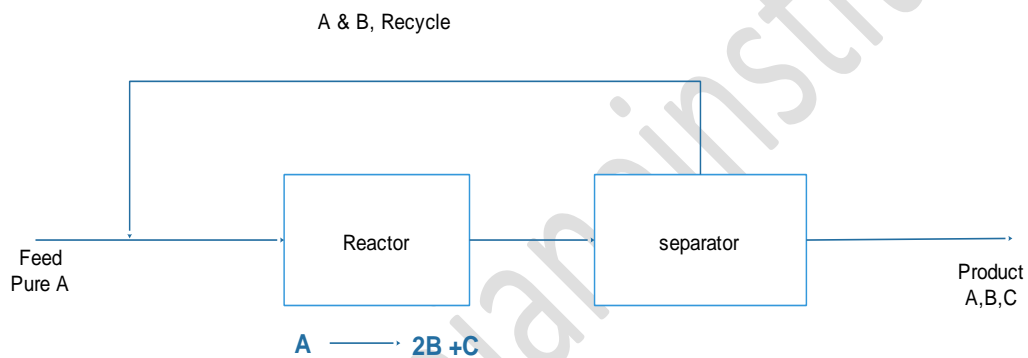 A & B, Recycle
Reactor
separator
Feed
Pure A
Product
A,B,C
A 2B +C